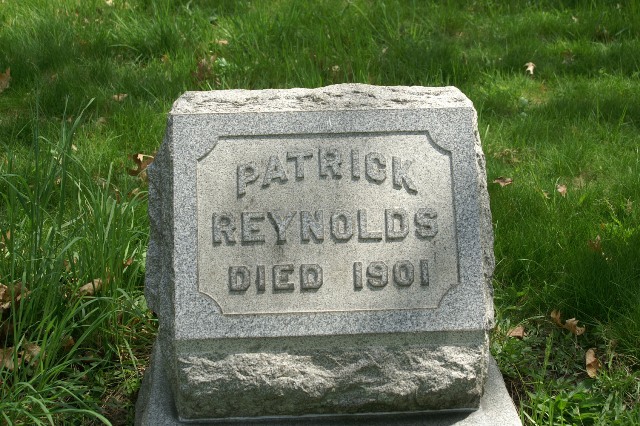 PATRICK
REYNOLDS
DIED 1901